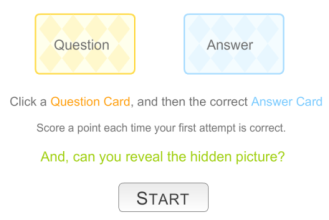 Question
Answer
Click a Question Card, and then the correct Answer Card
Score a point each time your first attempt is correct.
And, can you reveal the hidden picture?
START